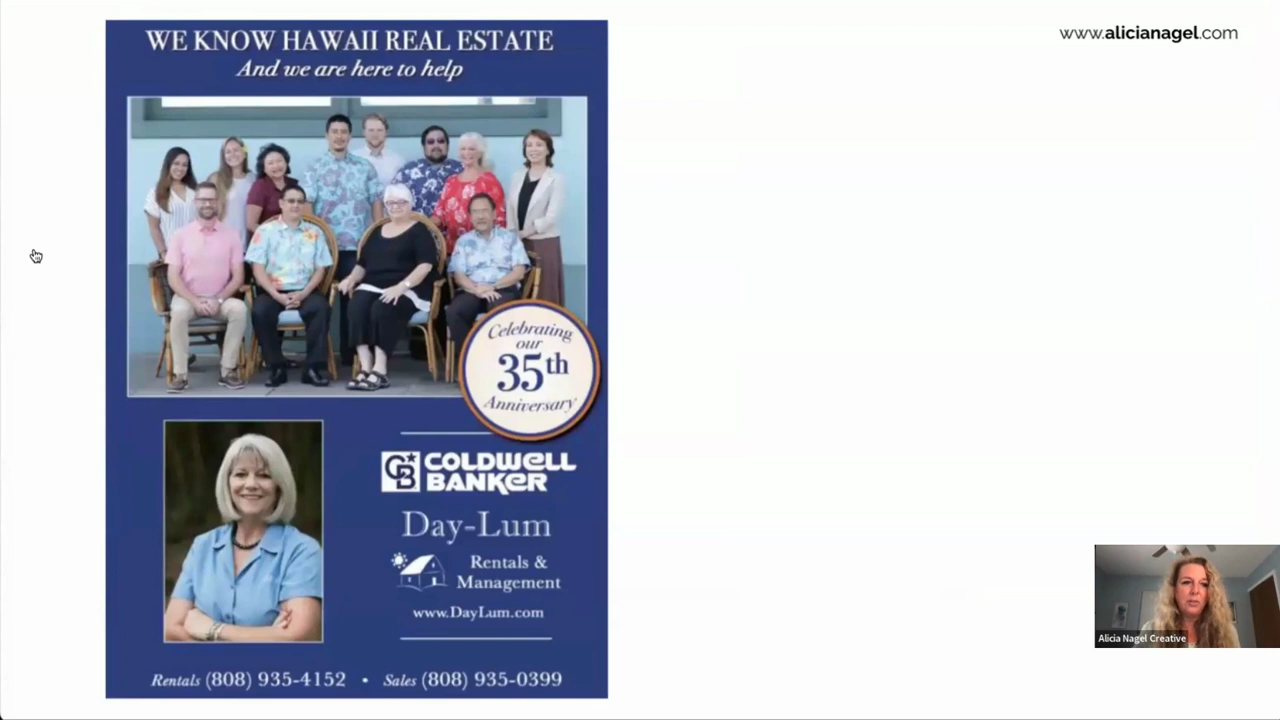 WE KNOW HAWAII REAL ESTATE
And we are here to help
www.alicianagel.com
Celebrating
our
35th
Anniversary
CB
COLDWELL
BANKER
Day-Lum
Rentals &
Management
www.DayLum.com
Rentals (808) 935-4152 • Sales (808) 935-0399
Alicia Nagel Creative